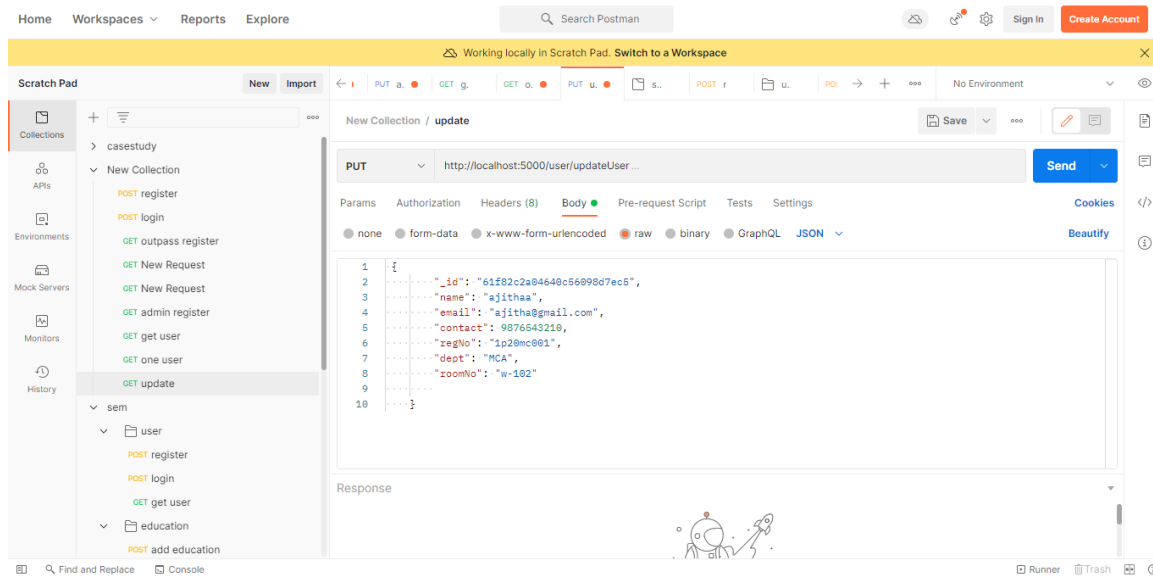 Home Workspaces Reports Explore Search Postman Sign In Create Account
Working locally in Scratch Pad. Switch to a Workspace
Scratch Pad New Import PUT a. GET g. GET o. PUT u. s.. POST r u.. PO No Environment
Collections
APIs
Environments
Mock Servers
Monitors
History
casestudy
New Collection
POST register
POST login
GET outpass register
GET New Request
GET New Request
GET admin register
GET get user
GET one user
GET update
sem
user
POST register
POST login
GET get user
education
POST add education
New Collection / update Save
PUT http://localhost:5000/user/updateUser ... Send
Params Authorization Headers (8) Body Pre-request Script Tests Settings Cookies
none form-data x-www-form-urlencoded raw binary GraphQL JSON Beautify
1 {
2 "_id": "61f82c2a04640c56098d7ec5",
3 "name": "ajithaa",
4 "email": "ajitha@gmail.com",
5 "contact": 9876543210,
6 "regNo": "1p20mc001",
7 "dept": "MCA",
8 "roomNo": "w-102"
9
10 }
Response
Find and Replace Console Runner Trash